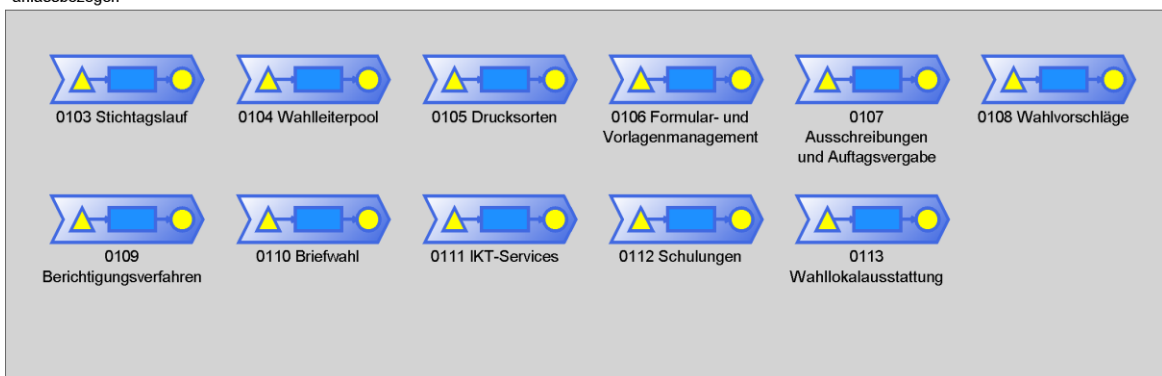 anlassbezogen
0103 Stichtagslauf
0104 Wahlleiterpool
0105 Drucksorten
0106 Formular- und
Vorlagenmanagement
0107
Ausschreibungen
und Auftagsvergabe
0108 Wahlvorschläge
0109
Berichtigungsverfahren
0110 Briefwahl
0111 IKT-Services
0112 Schulungen
0113
Wahllokalausstattung